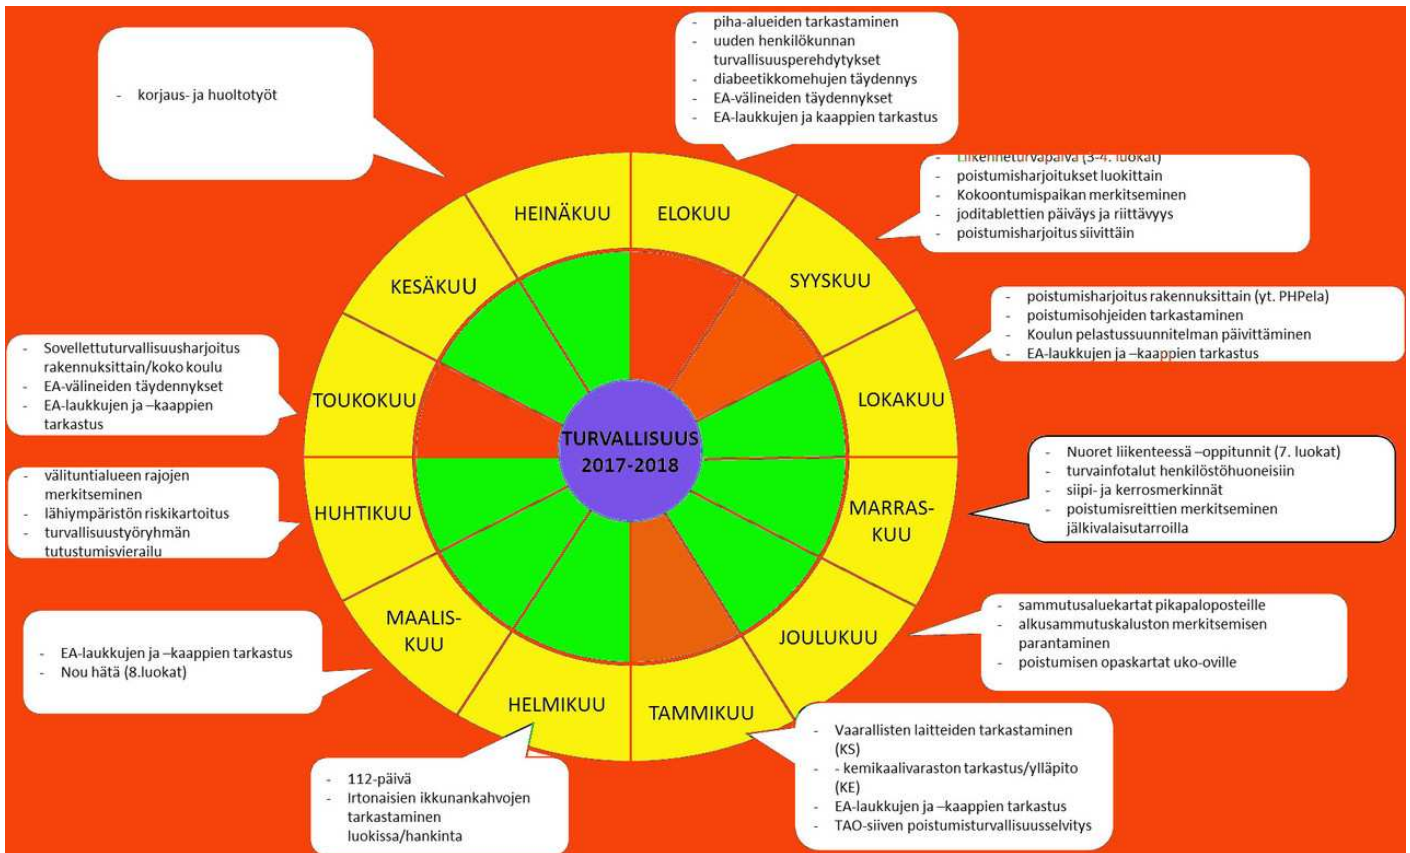 - piha-alueiden tarkastaminen
- uuden henkilökunnan
turvallisuusperehdytykset
- diabeetikkomehujen täydennys
- EA-välineiden täydennykset
- EA-laukkujen ja kaappien tarkastus
- korjaus- ja huoltotyöt
- Liikenneturvapäivä (3-4. luokat)
- poistumisharjoitukset luokittain
- Kokoontumispaikan merkitseminen
- joditablettien päiväys ja riittävyys
- poistumisharjoitus siivittäin
HEINÄKUU
ELOKUU
KESÄKUU
SYYSKUU
- poistumisharjoitus rakennuksittain (yt. PHPela)
- poistumisohjeiden tarkastaminen
- Koulun pelastussuunnitelman päivittäminen
- EA-laukkujen ja –kaappien tarkastus
- Sovellettuturvallisuusharjoitus
rakennuksittain/koko koulu
- EA-välineiden täydennykset
- EA-laukkujen ja –kaappien
tarkastus
TOUKOKUU
LOKAKUU
TURVALLISUUS
2017-2018
- Nuoret liikenteessä –oppitunnit (7. luokat)
- turvainfotalut henkilöstöhuoneisiin
- siipi- ja kerrosmerkinnät
- poistumisreittien merkitseminen
jälkivalaisutarroilla
- välituntialueen rajojen
merkitseminen
- lähiympäristön riskikartoitus
- turvallisuustyöryhmän
tutustumisvierailu
HUHTIKUU
MARRAS-
KUU
MAALIS-
KUU
JOULUKUU
- sammutusaluekartat pikapaloposteille
- alkusammutuskaluston merkitsemisen
parantaminen
- poistumisen opaskartat uko-oville
- EA-laukkujen ja –kaappien tarkastus
- Nou hätä (8.luokat)
HELMIKUU
TAMMIKUU
- Vaarallisten laitteiden tarkastaminen
(KS)
- - kemikaalivaraston tarkastus/ylläpito
(KE)
- EA-laukkujen ja –kaappien tarkastus
- TAO-siiven poistumisturvallisuusselvitys
- 112-päivä
- Irtonaisien ikkunankahvojen
tarkastaminen
luokissa/hankinta